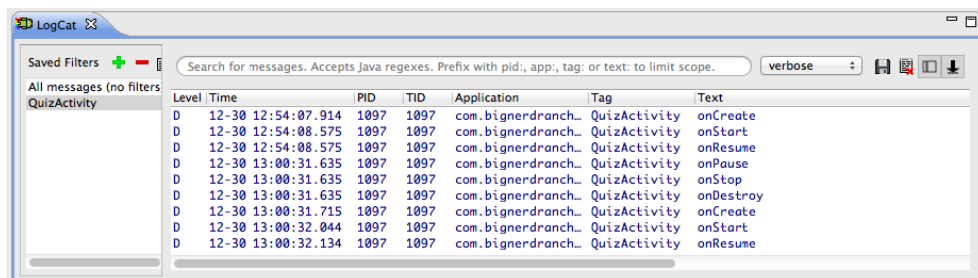 LogCat
Saved Filters
Search for messages. Accepts Java regexes. Prefix with pid:, app:, tag: or text: to limit scope.
verbose
All messages (no filters
QuizActivity
Level Time PID TID Application Tag Text
D 12-30 12:54:07.914 1097 1097 com.bignerdranch… QuizActivity onCreate
D 12-30 12:54:08.575 1097 1097 com.bignerdranch… QuizActivity onStart
D 12-30 12:54:08.575 1097 1097 com.bignerdranch… QuizActivity onResume
D 12-30 13:00:31.635 1097 1097 com.bignerdranch… QuizActivity onPause
D 12-30 13:00:31.635 1097 1097 com.bignerdranch… QuizActivity onStop
D 12-30 13:00:31.635 1097 1097 com.bignerdranch… QuizActivity onDestroy
D 12-30 13:00:31.715 1097 1097 com.bignerdranch… QuizActivity onCreate
D 12-30 13:00:32.044 1097 1097 com.bignerdranch… QuizActivity onStart
D 12-30 13:00:32.134 1097 1097 com.bignerdranch… QuizActivity onResume